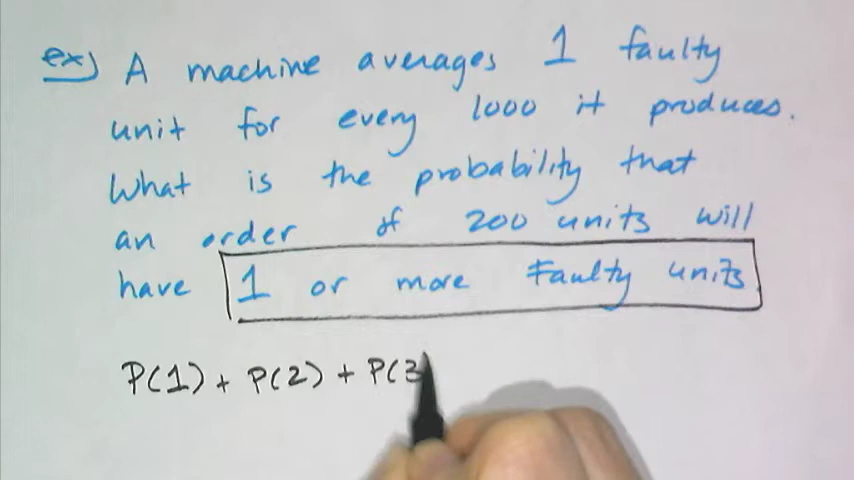 ex) A machine averages 1 faulty
unit for every 1000 it produces.
What is the probability that
an order of 200 units will
have 1 or more Faulty units
P(1) + P(2) + P(3